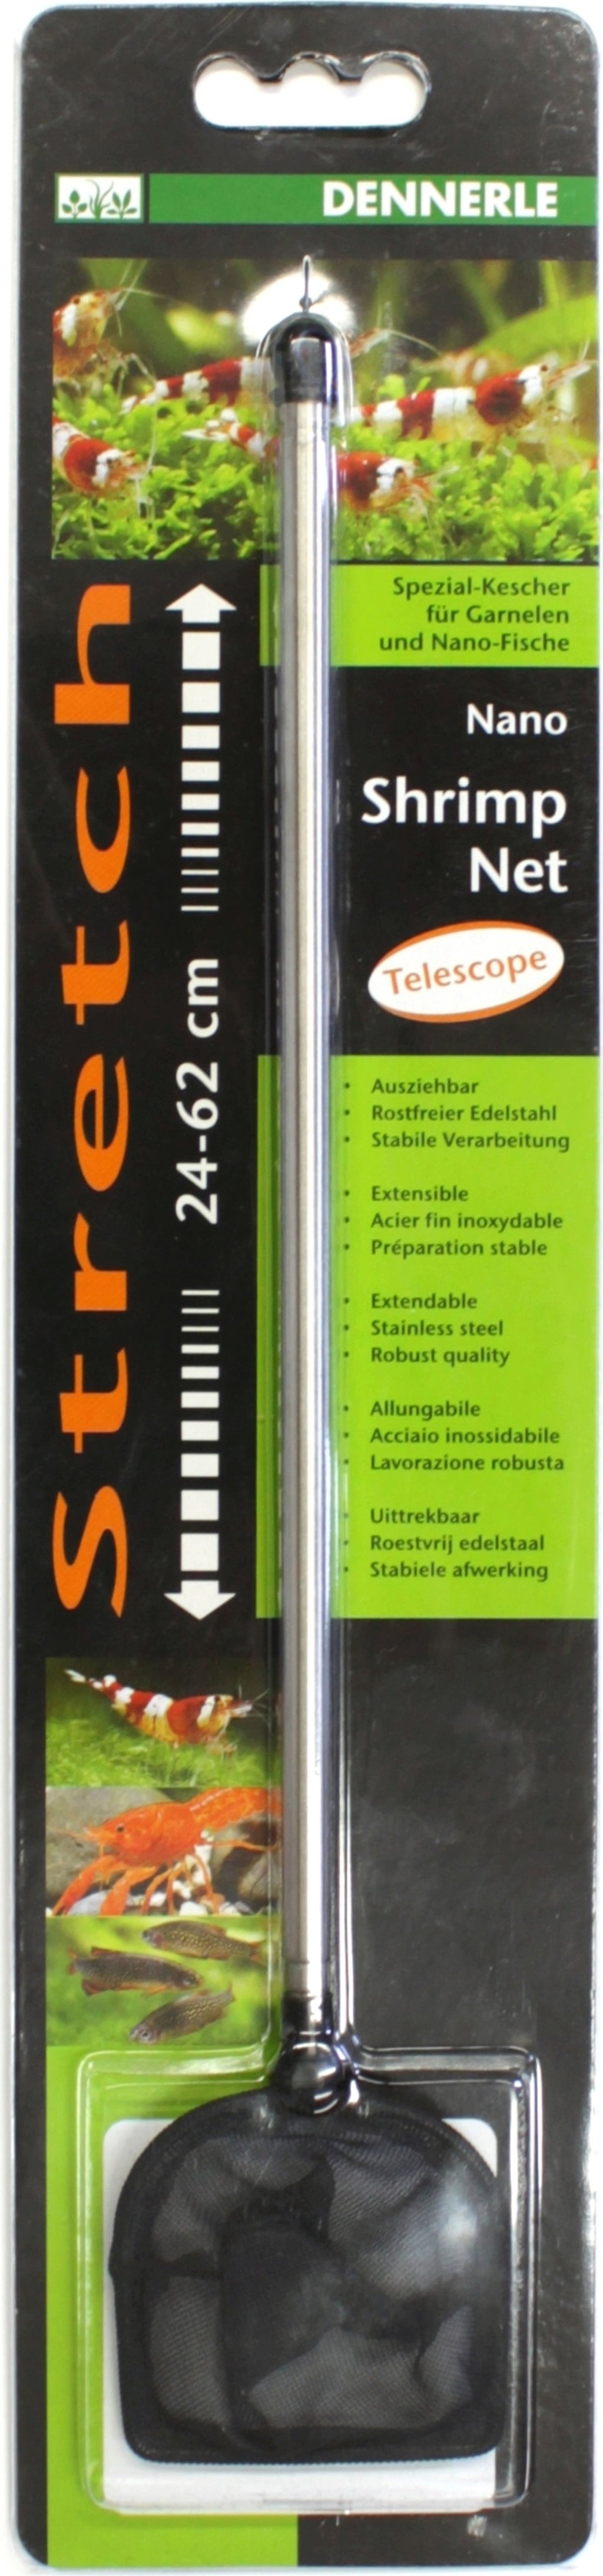 DENNERLE
Spezial-Kescher
für Garnelen
und Nano-Fische
Nano
Shrimp
Net
Telescope
Stretch
24-62 cm
• Ausziehbar
• Rostfreier Edelstahl
• Stabile Verarbeitung
• Extensible
• Acier fin inoxydable
• Préparation stable
• Extendable
• Stainless steel
• Robust quality
• Allungabile
• Acciaio inossidabile
• Lavorazione robusta
• Uittrekbaar
• Roestvrij edelstaal
• Stabiele afwerking